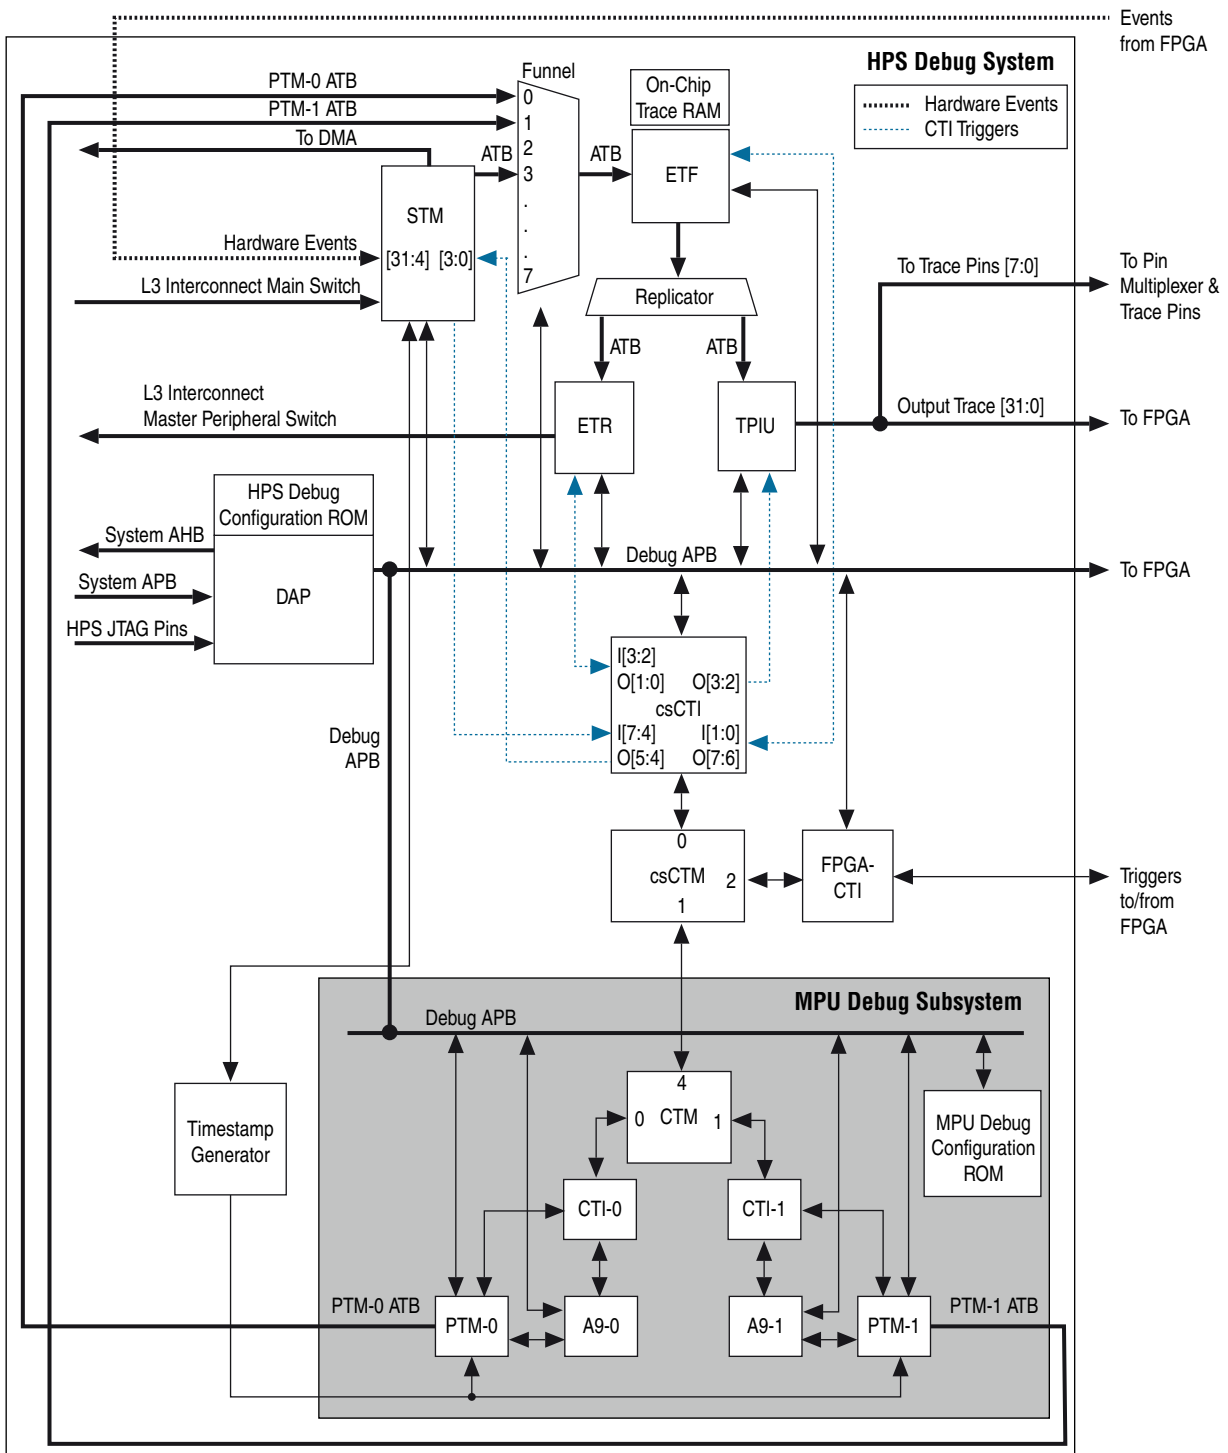 Events
from FPGA
HPS Debug System
Hardware Events
CTI Triggers
Funnel
PTM-0 ATB
PTM-1 ATB
To DMA
0
1
2
3
.
.
.
7
ATB
ATB
On-Chip
Trace RAM
ETF
STM
[31:4] [3:0]
Hardware Events
L3 Interconnect Main Switch
Replicator
ATB
ATB
To Trace Pins [7:0]
To Pin
Multiplexer &
Trace Pins
L3 Interconnect
Master Peripheral Switch
ETR
TPIU
Output Trace [31:0]
To FPGA
HPS Debug
Configuration ROM
System AHB
System APB
HPS JTAG Pins
DAP
Debug APB
To FPGA
I[3:2]
O[1:0] O[3:2]
csCTI
I[7:4] I[1:0]
O[5:4] O[7:6]
Debug
APB
0
csCTM 2
1
FPGA-
CTI
Triggers
to/from
FPGA
MPU Debug Subsystem
Debug APB
4
0 CTM 1
Timestamp
Generator
MPU Debug
Configuration
ROM
CTI-0
CTI-1
PTM-0 ATB
PTM-1 ATB
PTM-0
A9-0
A9-1
PTM-1